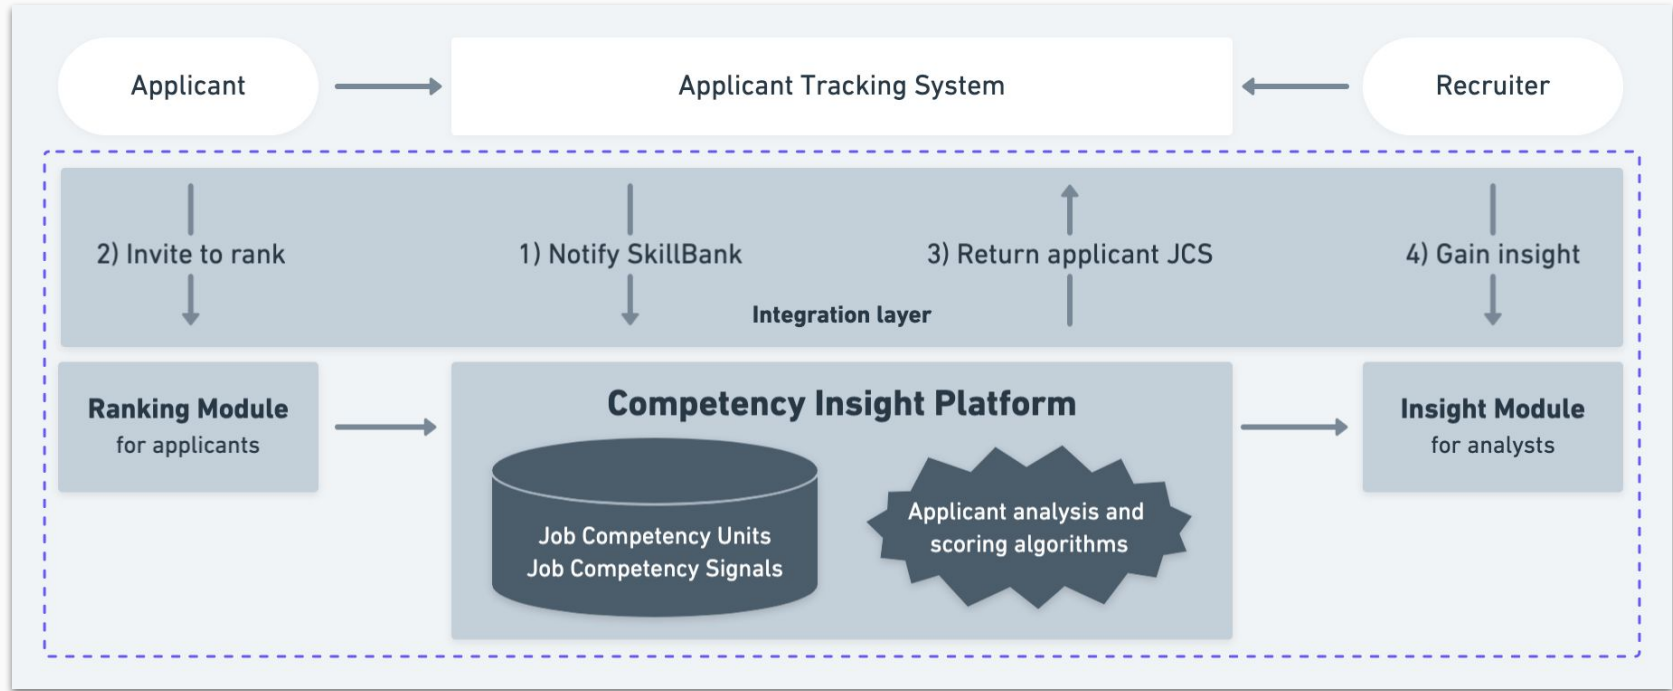 Applicant
Applicant Tracking System
Recruiter
2) Invite to rank
1) Notify SkillBank
3) Return applicant JCS
4) Gain insight
Integration layer
Ranking Module
for applicants
Competency Insight Platform
Job Competency Units
Job Competency Signals
Applicant analysis and
scoring algorithms
Insight Module
for analysts